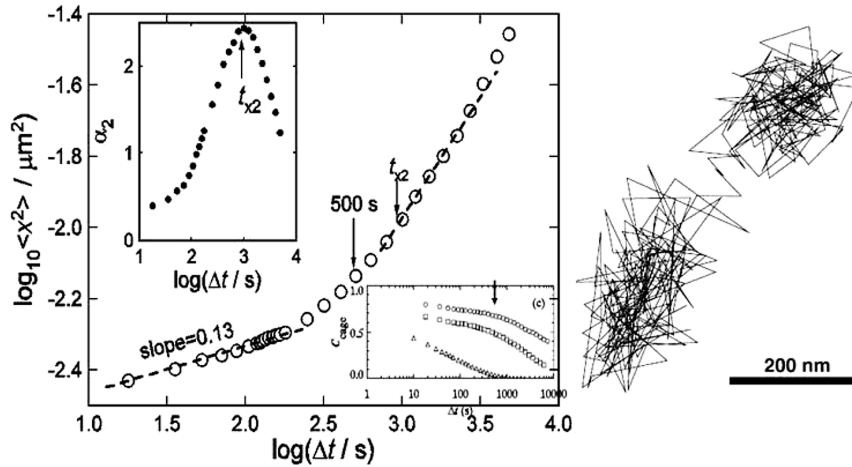 -1.4
-1.6
-1.8
-2.0
-2.2
-2.4
log₁₀<x²> / μm²
1.0 1.5 2.0 2.5 3.0 3.5 4.0
log(Δt / s)
slope=0.13
500 s
tx2
2
1
0
α₂
tx2
1 2 3 4
log(Δt / s)
(c)
1.0
0.5
0.0
Ccage
1 10 100 1000 10000
Δt (s)
200 nm